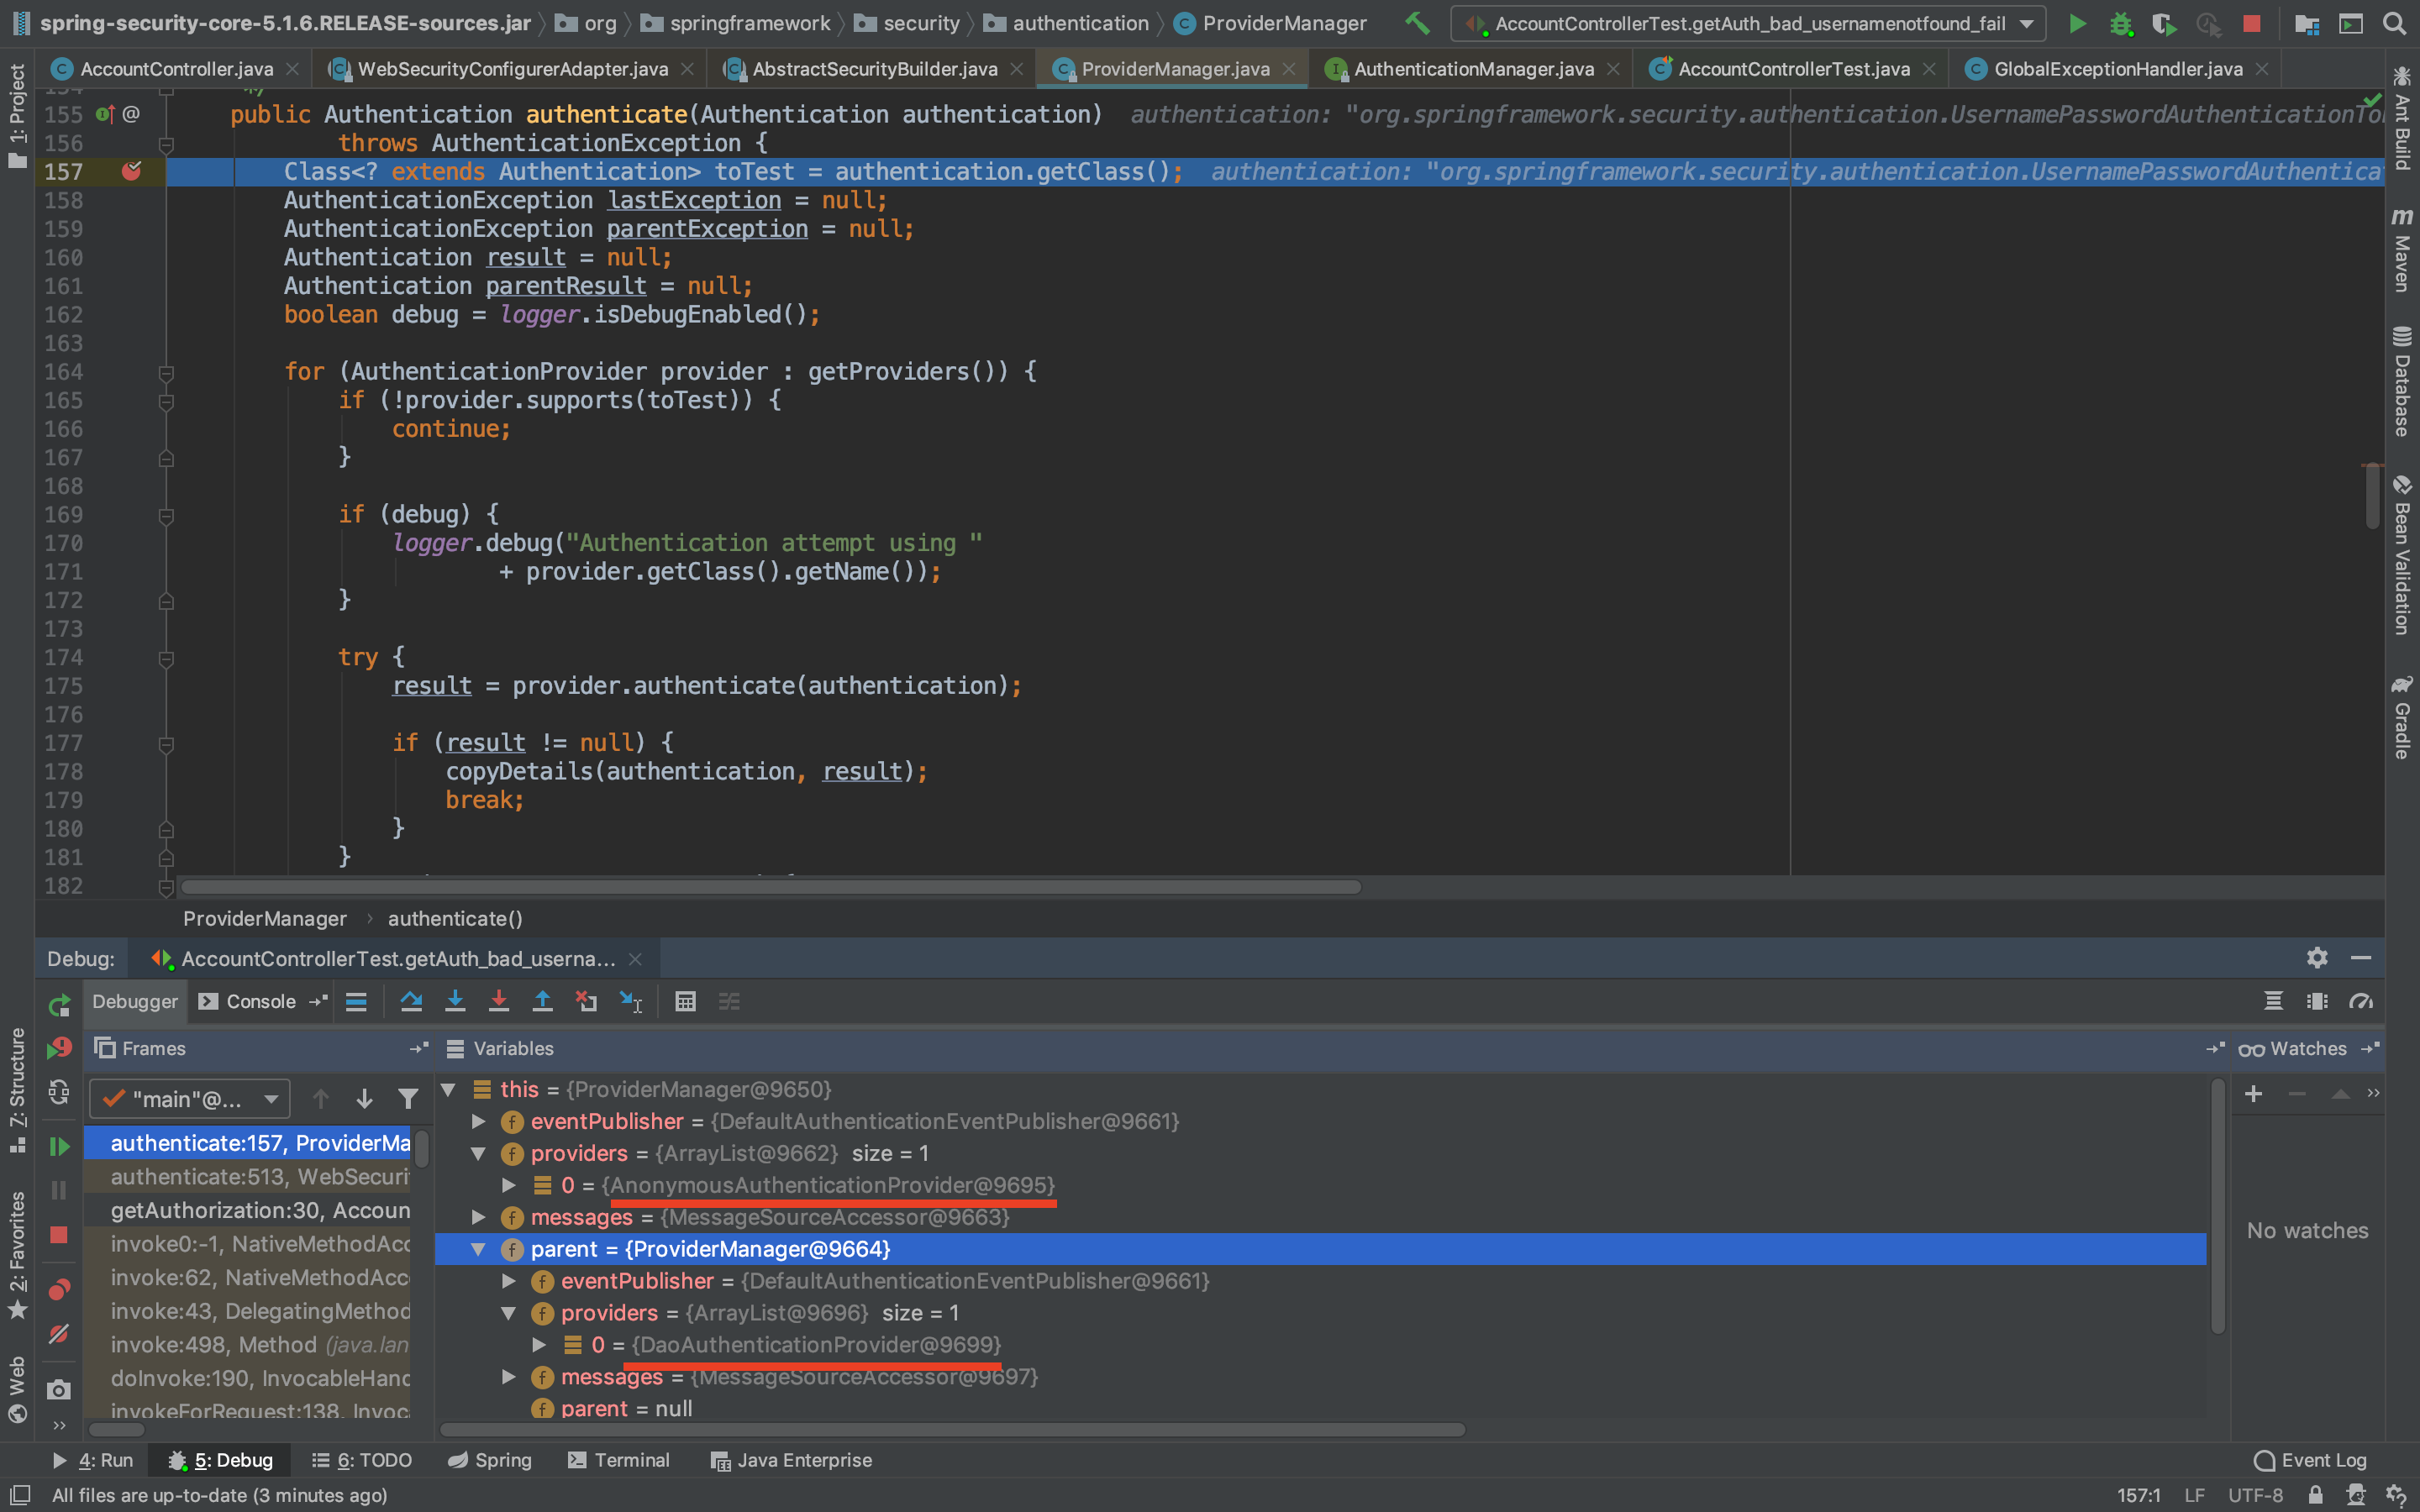 spring-security-core-5.1.6.RELEASE-sources.jar org springframework security authentication ProviderManager AccountControllerTest.getAuth_bad_usernamenotfound_fail
AccountController.java WebSecurityConfigurerAdapter.java AbstractSecurityBuilder.java ProviderManager.java AuthenticationManager.java AccountControllerTest.java GlobalExceptionHandler.java
1: Project
154 */
155 public Authentication authenticate(Authentication authentication) authentication: "org.springframework.security.authentication.UsernamePasswordAuthenticationTo
156 throws AuthenticationException {
157 Class<? extends Authentication> toTest = authentication.getClass(); authentication: "org.springframework.security.authentication.UsernamePasswordAuthentica
158 AuthenticationException lastException = null;
159 AuthenticationException parentException = null;
160 Authentication result = null;
161 Authentication parentResult = null;
162 boolean debug = logger.isDebugEnabled();
163
164 for (AuthenticationProvider provider : getProviders()) {
165 if (!provider.supports(toTest)) {
166 continue;
167 }
168
169 if (debug) {
170 logger.debug("Authentication attempt using "
171 + provider.getClass().getName());
172 }
173
174 try {
175 result = provider.authenticate(authentication);
176
177 if (result != null) {
178 copyDetails(authentication, result);
179 break;
180 }
181 }
182
Ant Build
Maven
Database
Bean Validation
Gradle
ProviderManager authenticate()
Debug: AccountControllerTest.getAuth_bad_userna...
Debugger Console
Frames
"main"@...
authenticate:157, ProviderMa
authenticate:513, WebSecuri
getAuthorization:30, Accoun
invoke0:-1, NativeMethodAcc
invoke:62, NativeMethodAcc
invoke:43, DelegatingMethod
invoke:498, Method (java.lan
doInvoke:190, InvocableHand
invokeForRequest:138, Invoc
Variables
this = {ProviderManager@9650}
eventPublisher = {DefaultAuthenticationEventPublisher@9661}
providers = {ArrayList@9662} size = 1
0 = {AnonymousAuthenticationProvider@9695}
messages = {MessageSourceAccessor@9663}
parent = {ProviderManager@9664}
eventPublisher = {DefaultAuthenticationEventPublisher@9661}
providers = {ArrayList@9696} size = 1
0 = {DaoAuthenticationProvider@9699}
messages = {MessageSourceAccessor@9697}
parent = null
Watches
No watches
Z: Structure
2: Favorites
Web
4: Run 5: Debug 6: TODO Spring Terminal Java Enterprise Event Log
All files are up-to-date (3 minutes ago) 157:1 LF UTF-8